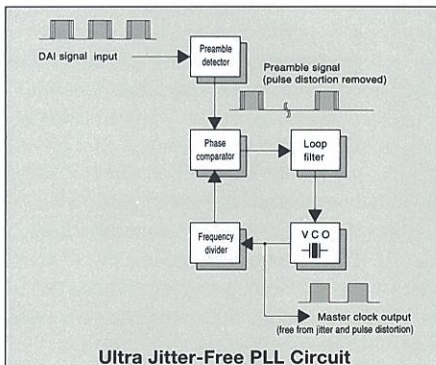 DAI signal input
Preamble
detector
Preamble signal
(pulse distortion removed)
Phase
comparator
Loop
filter
Frequency
divider
VCO
Master clock output
(free from jitter and pulse distortion)
Ultra Jitter-Free PLL Circuit